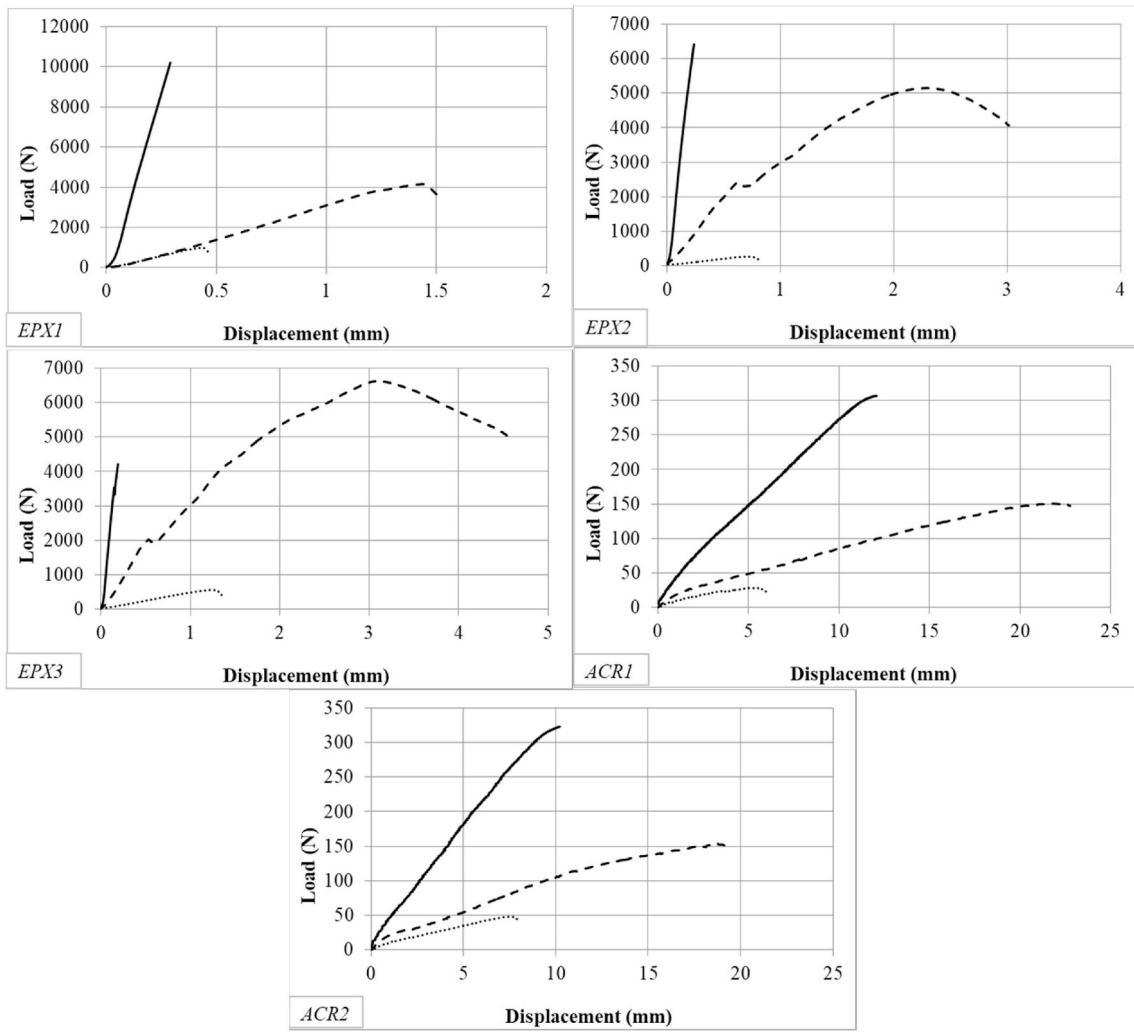 12000
10000
8000
6000
4000
2000
0
Load (N)
0 0.5 1 1.5 2
Displacement (mm)
EPX1
7000
6000
5000
4000
3000
2000
1000
0
Load (N)
0 1 2 3 4
Displacement (mm)
EPX2
7000
6000
5000
4000
3000
2000
1000
0
Load (N)
0 1 2 3 4 5
Displacement (mm)
EPX3
350
300
250
200
150
100
50
0
Load (N)
0 5 10 15 20 25
Displacement (mm)
ACR1
350
300
250
200
150
100
50
0
Load (N)
0 5 10 15 20 25
Displacement (mm)
ACR2